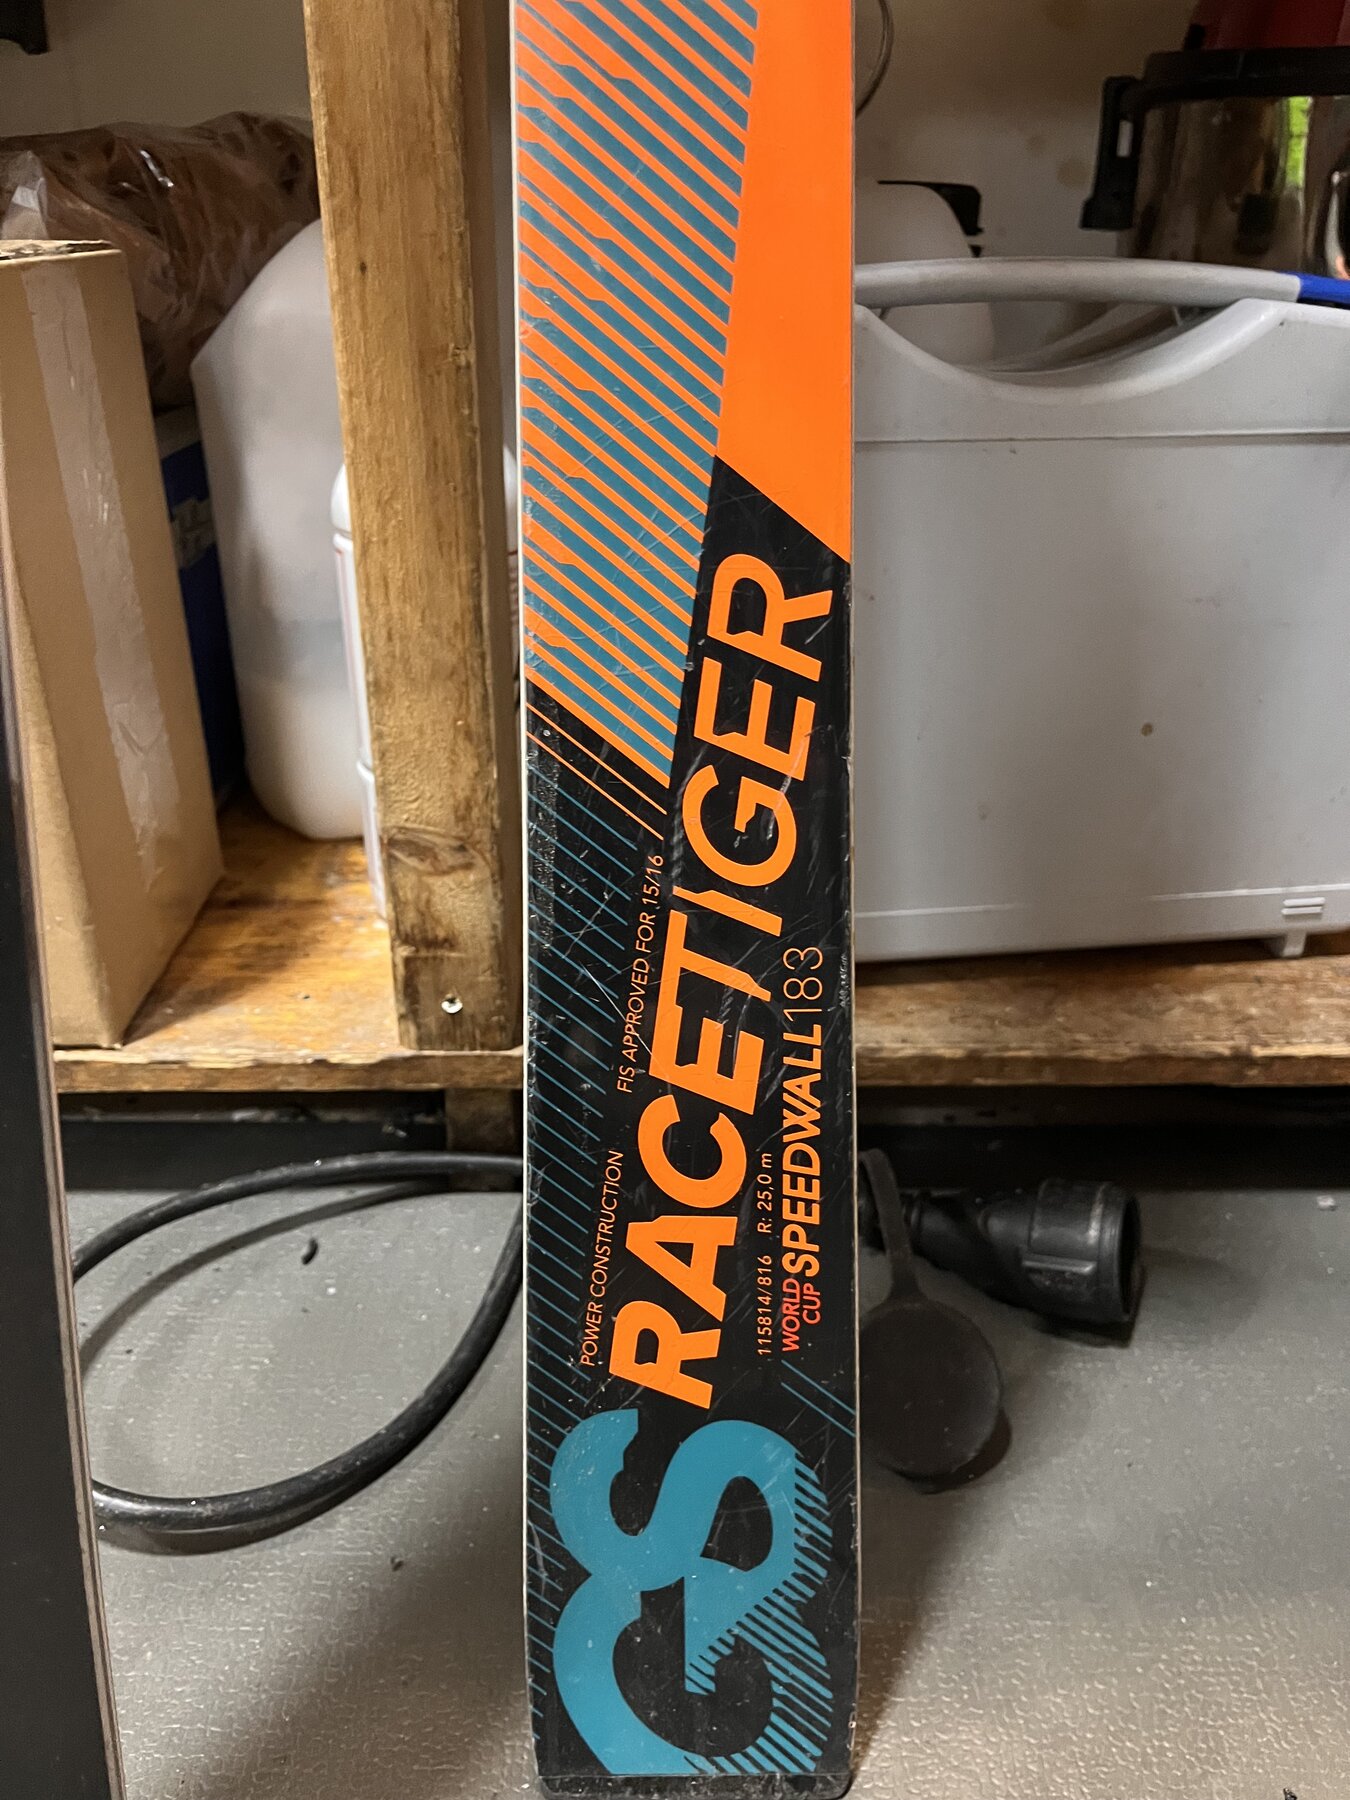 POWER CONSTRUCTION FIS APPROVED FOR 15/16
GS RACETIGER
115814/816 R: 25,0 m
WORLD CUP SPEEDWALL 183